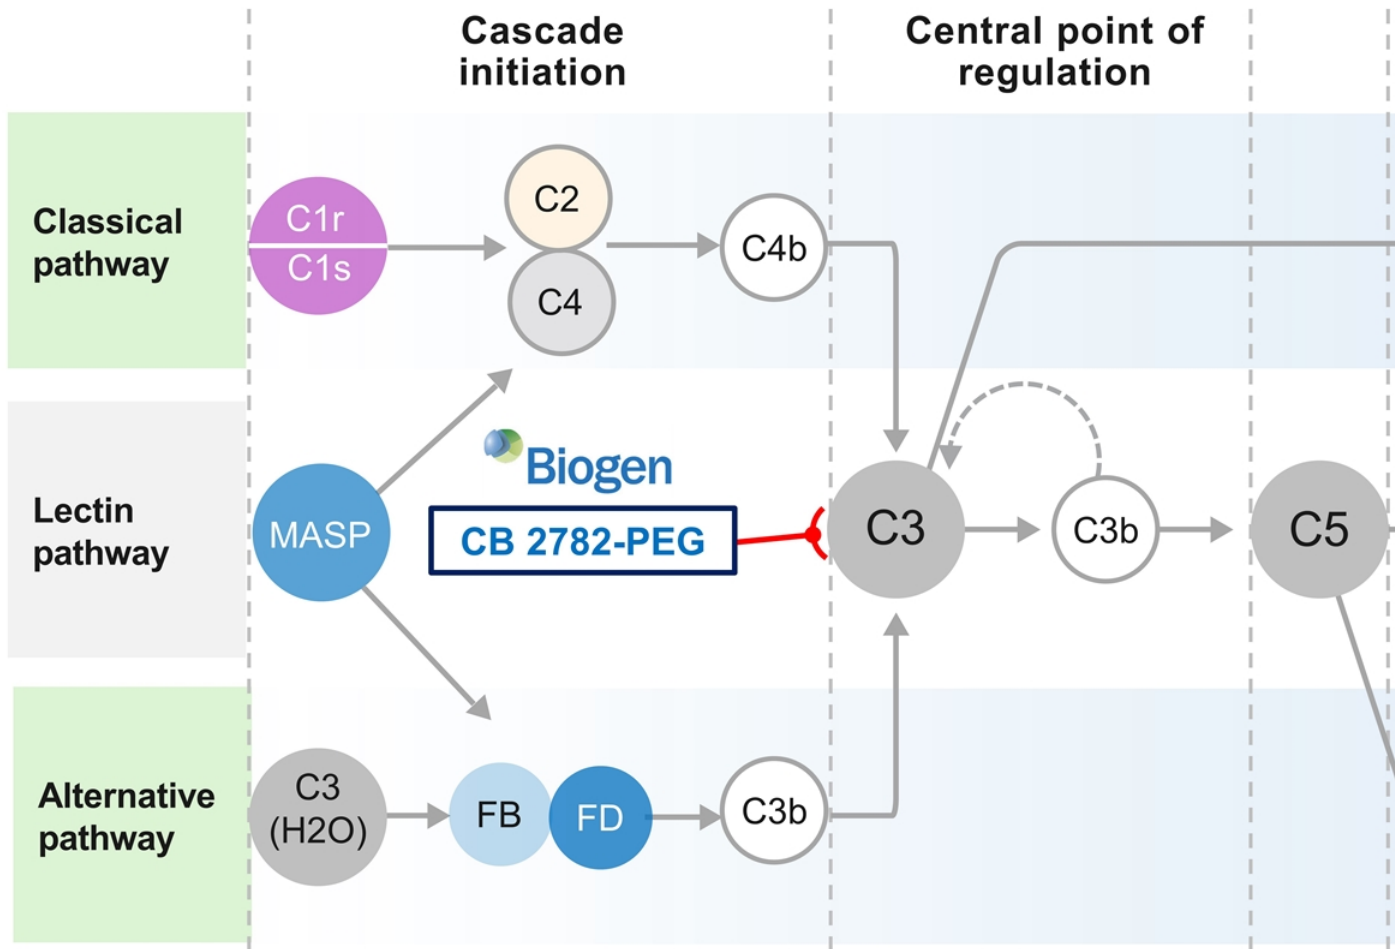 Cascade
initiation
Central point of
regulation
Classical
pathway
C1r
C1s
C2
C4
C4b
Lectin
pathway
MASP
Biogen
CB 2782-PEG
C3
C3b
C5
Alternative
pathway
C3
(H2O)
FB
FD
C3b